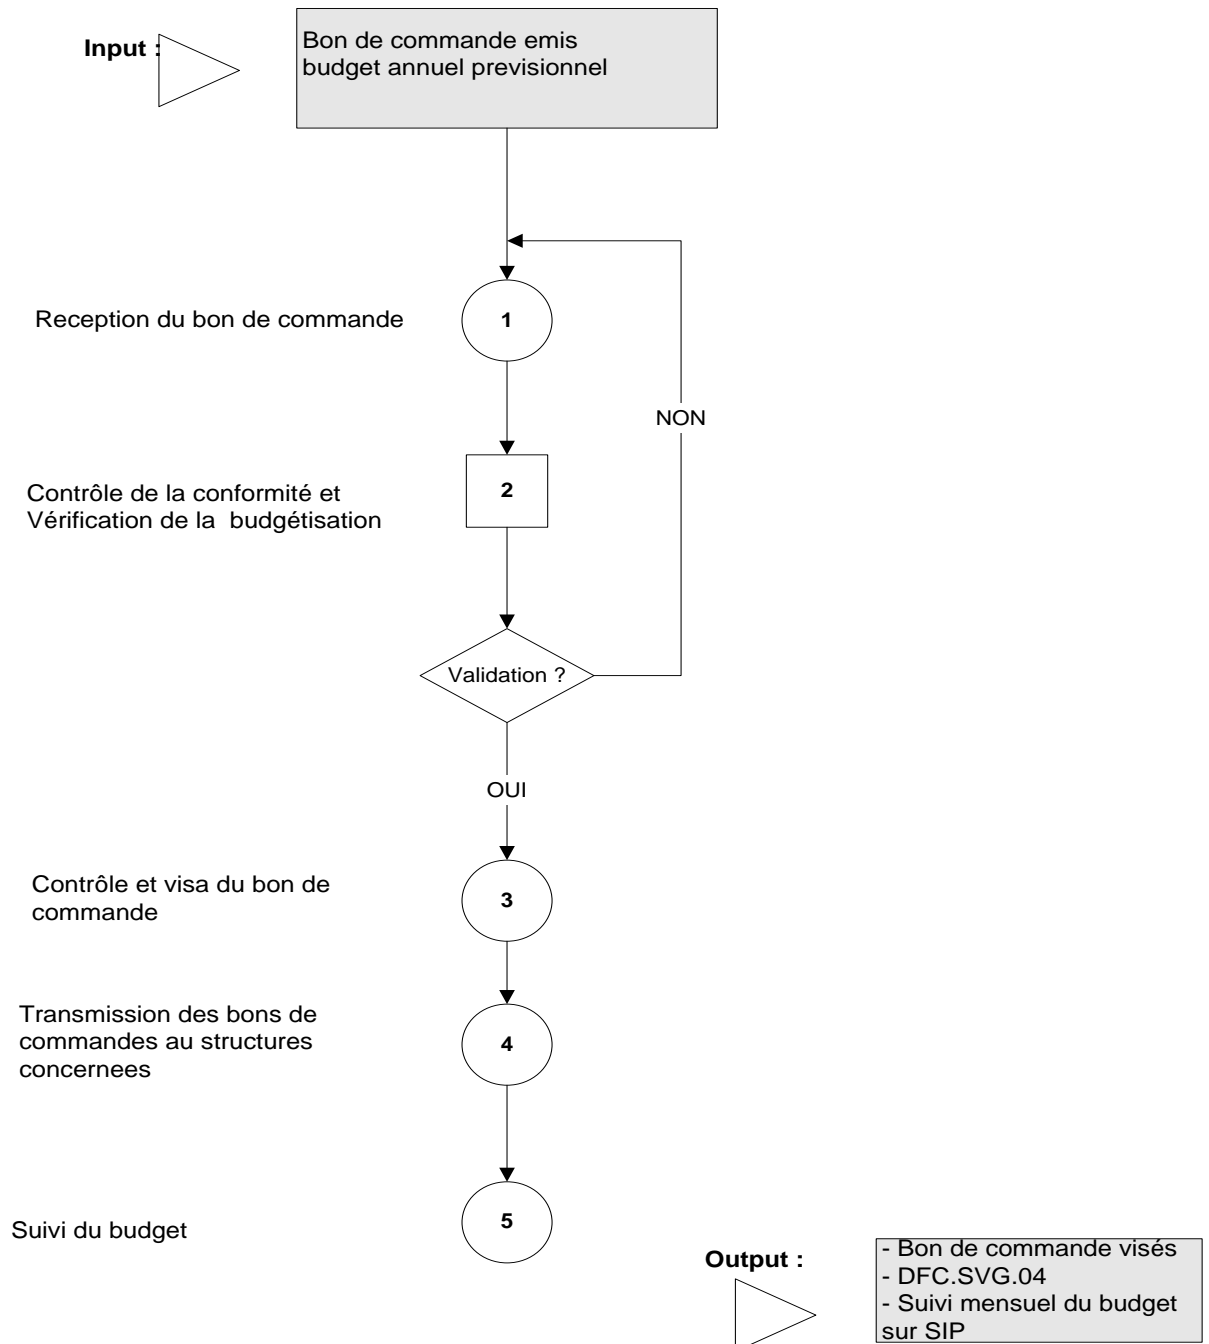 Input :
Bon de commande emis
budget annuel previsionnel
Reception du bon de commande
1
NON
Contrôle de la conformité et
Vérification de la  budgétisation
2
Validation ?
OUI
Contrôle et visa du bon de
commande
3
Transmission des bons de
commandes au structures
concernees
4
Suivi du budget
5
Output :
- Bon de commande visés
- DFC.SVG.04
- Suivi mensuel du budget
sur SIP